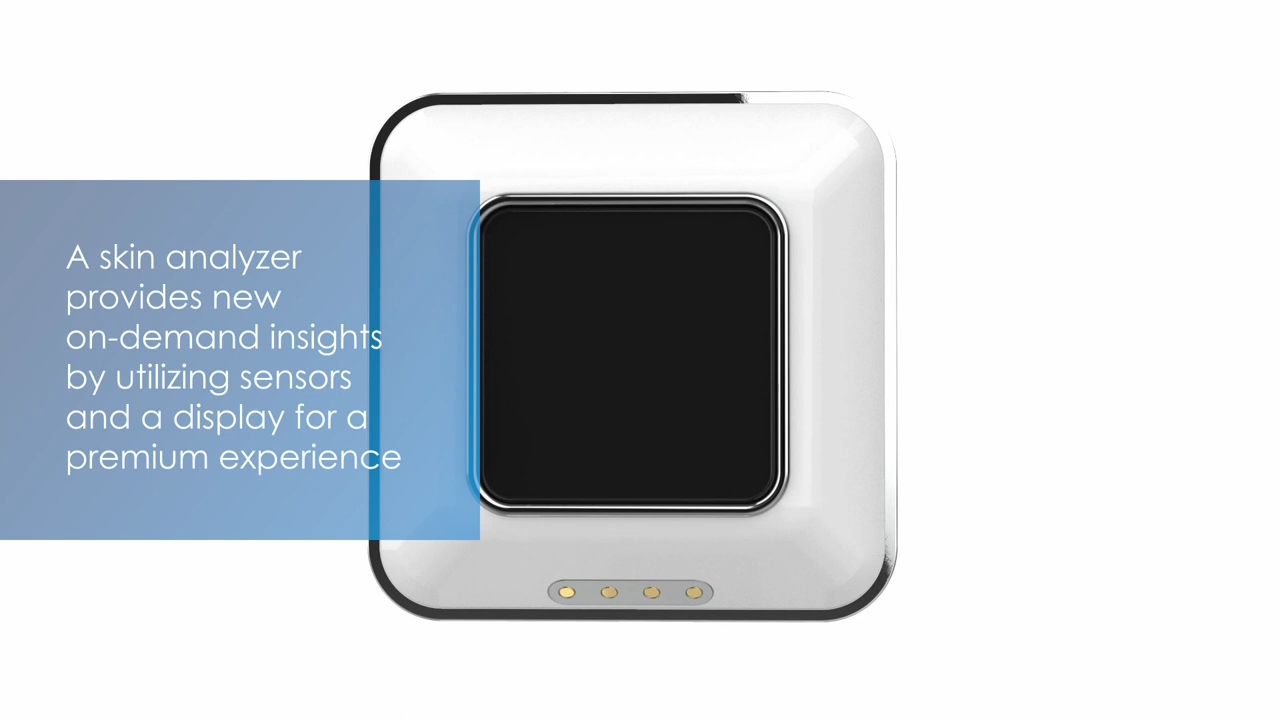 A skin analyzer
provides new
on-demand insights
by utilizing sensors
and a display for a
premium experience